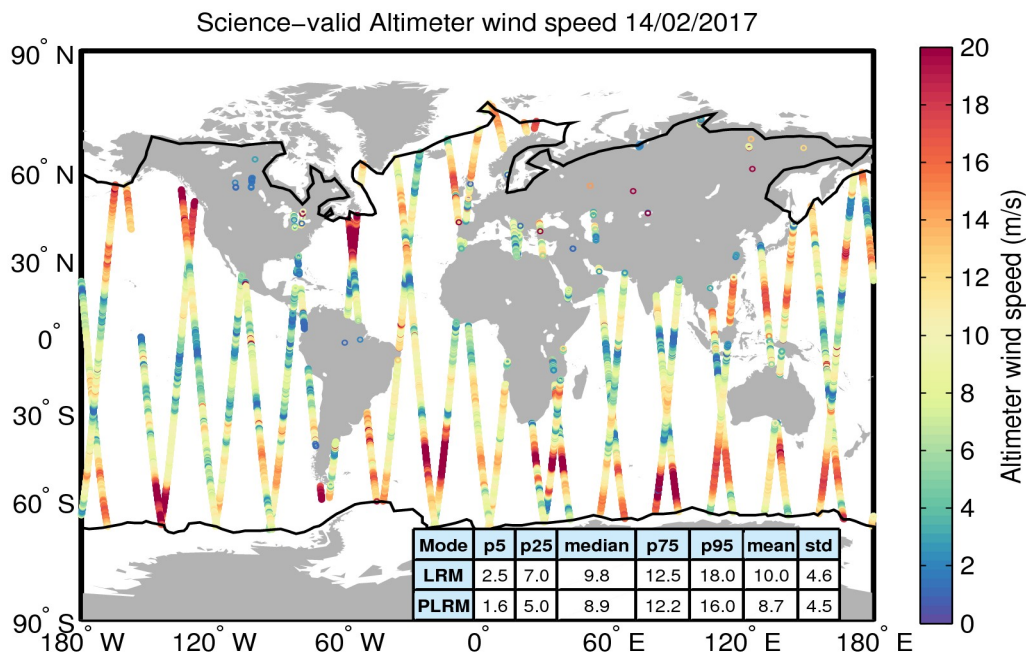 Science−valid Altimeter wind speed 14/02/2017
90° N
60° N
30° N
0°
30° S
60° S
90° S
180° W
120° W
60° W
0°
60° E
120° E
180° E
Mode p5 p25 median p75 p95 mean std
LRM 2.5 7.0 9.8 12.5 18.0 10.0 4.6
PLRM 1.6 5.0 8.9 12.2 16.0 8.7 4.5
20
18
16
14
12
10
8
6
4
2
0
Altimeter wind speed (m/s)